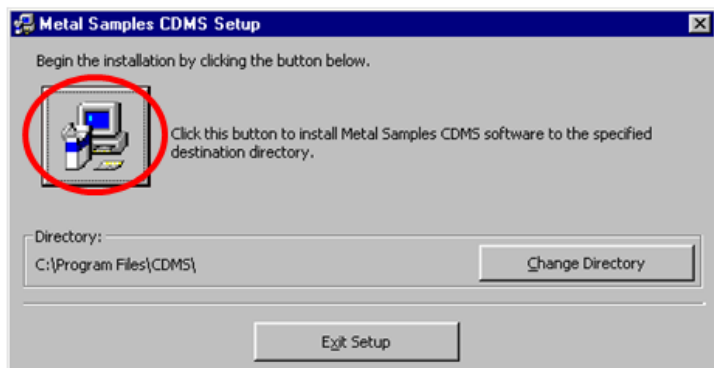 Metal Samples CDMS Setup
Begin the installation by clicking the button below.
Click this button to install Metal Samples CDMS software to the specified
destination directory.
Directory:
C:\Program Files\CDMS\
Change Directory
Exit Setup